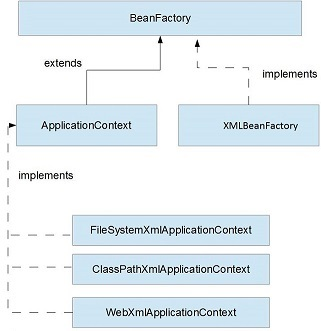 BeanFactory
extends
implements
ApplicationContext
XMLBeanFactory
implements
FileSystemXmlApplicationContext
ClassPathXmlApplicationContext
WebXmlApplicationContext